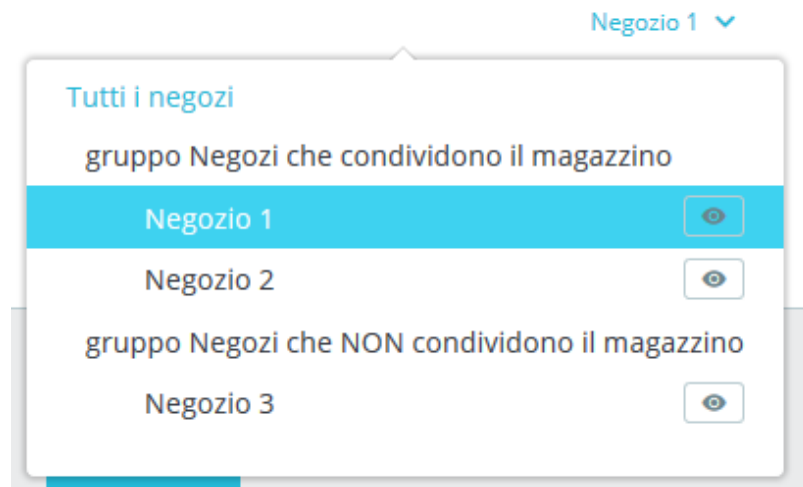 Negozio 1
Tutti i negozi
gruppo Negozi che condividono il magazzino
Negozio 1
Negozio 2
gruppo Negozi che NON condividono il magazzino
Negozio 3